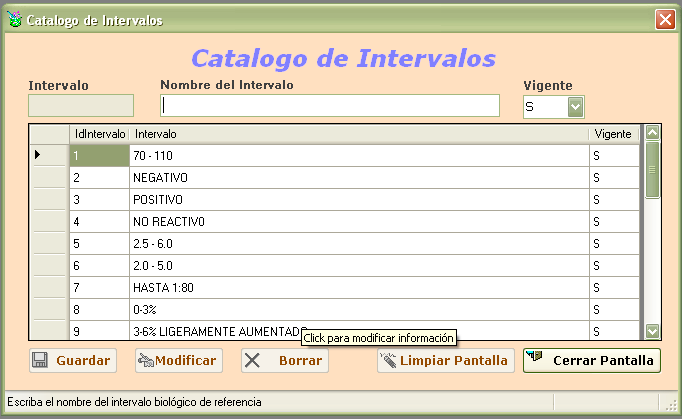 Catalogo de Intervalos
Catalogo de Intervalos
Intervalo Nombre del Intervalo Vigente
S
IdIntervalo Intervalo Vigente
1 70 - 110 S
2 NEGATIVO S
3 POSITIVO S
4 NO REACTIV0 S
5 2.5 - 6.0 S
6 2.0 - 5.0 S
7 HASTA 1:80 S
8 0-3% S
9 3-6% LIGERAMENTE AUMENTADO S
Click para modificar información
Guardar Modificar Borrar Limpiar Pantalla Cerrar Pantalla
Escriba el nombre del intervalo biológico de referencia